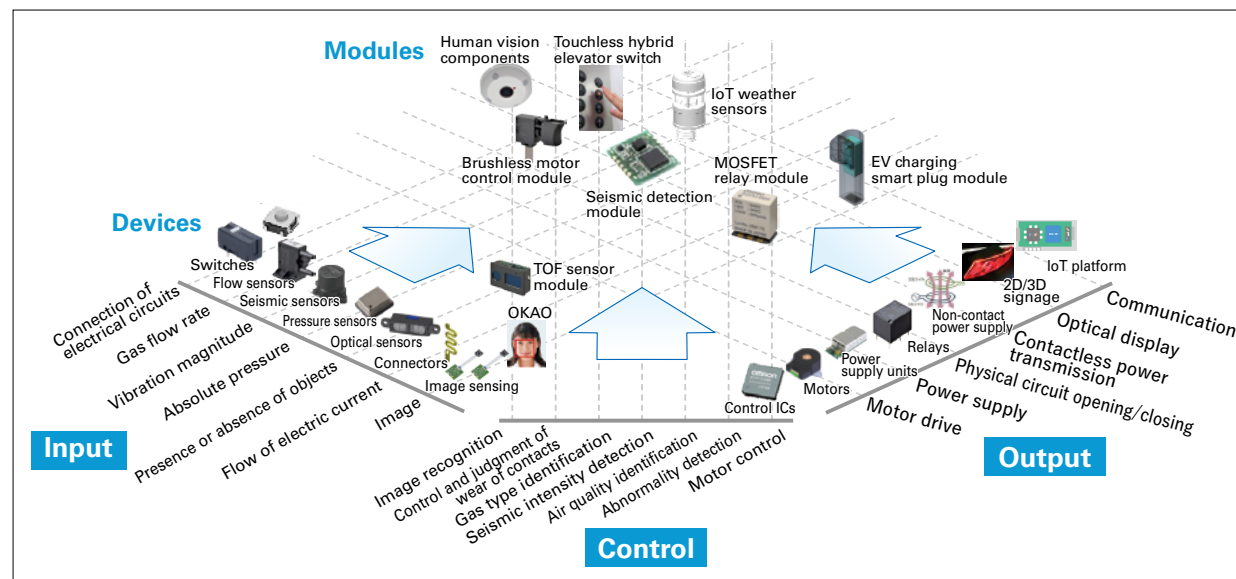 Modules
Human vision
components
Touchless hybrid
elevator switch
IoT weather
sensors
Brushless motor
control module
Seismic detection
module
MOSFET
relay module
EV charging
smart plug module
Devices
Switches
Flow sensors
Seismic sensors
Pressure sensors
Optical sensors
Connectors
Image sensing
TOF sensor
module
OKAO
OMRON
Control ICs
Motors
Power
supply units
Relays
Non-contact
power supply
2D/3D
signage
IoT platform
Connection of
electrical circuits
Gas flow rate
Vibration magnitude
Absolute pressure
Presence or absence of objects
Flow of electric current
Image
Input
Image recognition
Control and judgment of
wear of contacts
Gas type identification
Seismic intensity detection
Air quality identification
Abnormality detection
Motor control
Control
Motor drive
Power supply
Physical circuit opening/closing
Contactless power
transmission
Optical display
Communication
Output